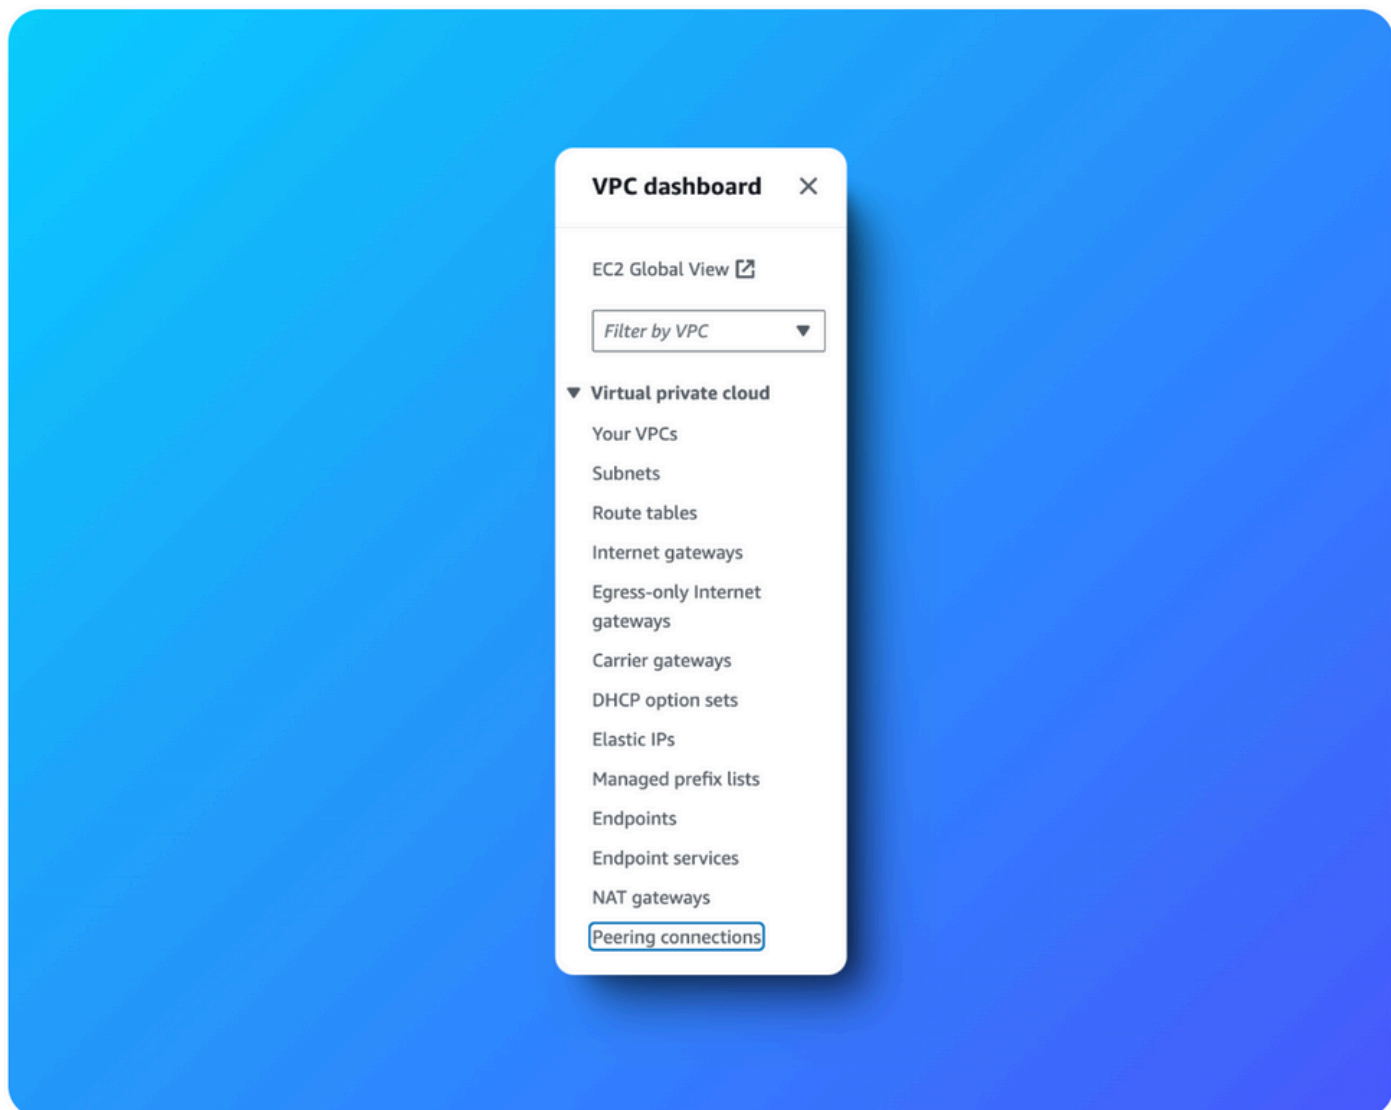 VPC dashboard
EC2 Global View
Filter by VPC
Virtual private cloud
Your VPCs
Subnets
Route tables
Internet gateways
Egress-only Internet
gateways
Carrier gateways
DHCP option sets
Elastic IPs
Managed prefix lists
Endpoints
Endpoint services
NAT gateways
Peering connections